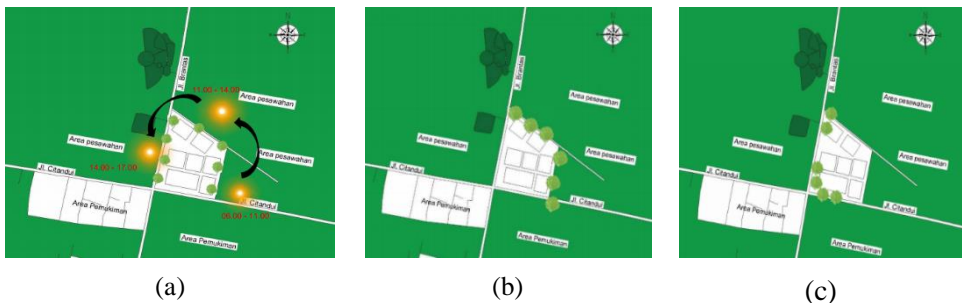 Jl. Brantas
11.00 - 14.00
Area pesawahan
Area pesawahan
Area pesawahan
14.00 - 17.00
Jl. Citandui
Jl. Citandui
06.00 - 11.00
Area Pemukiman
Area Pemukiman
(a)
Jl. Brantas
Area pesawahan
Area pesawahan
Area pesawahan
Jl. Citandui
Jl. Citandui
Area Pemukiman
Area Pemukiman
(b)
Jl. Brantas
Area pesawahan
Area pesawahan
Area pesawahan
Jl. Citandui
Jl. Citandui
Area Pemukiman
Area Pemukiman
(c)